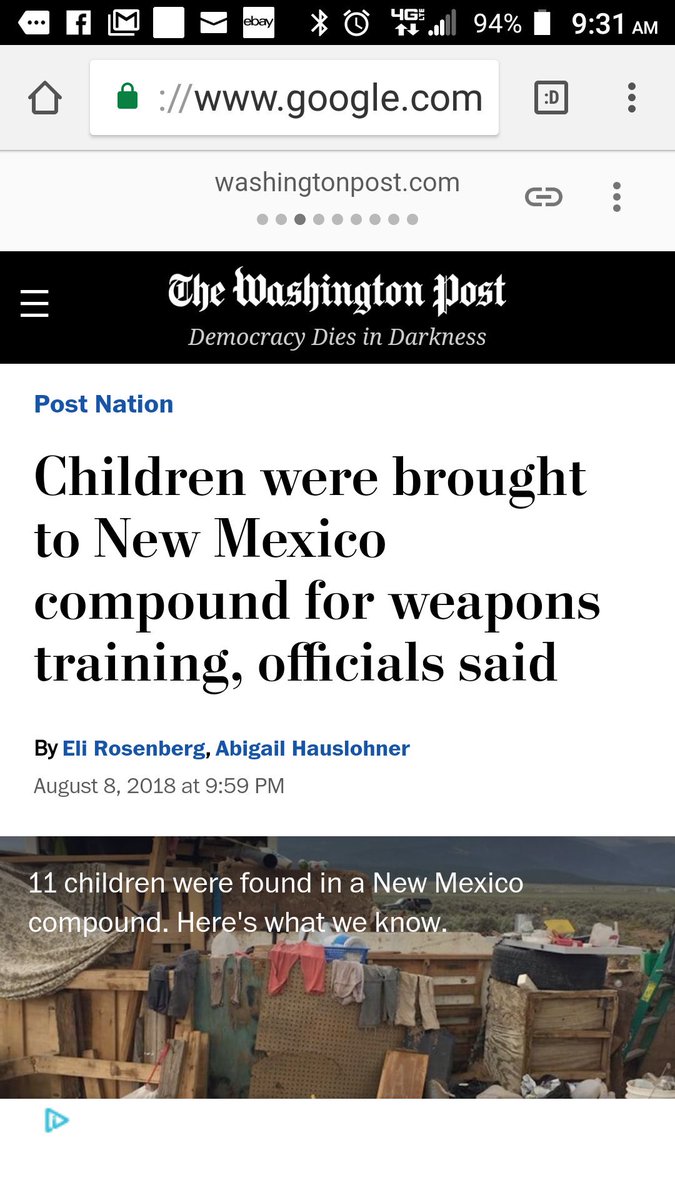 ebay 4G LTE 94% 9:31 AM
://www.google.com :D
washingtonpost.com
The Washington Post
Democracy Dies in Darkness
Post Nation
Children were brought
to New Mexico
compound for weapons
training, officials said
By Eli Rosenberg, Abigail Hauslohner
August 8, 2018 at 9:59 PM
11 children were found in a New Mexico
compound. Here's what we know.